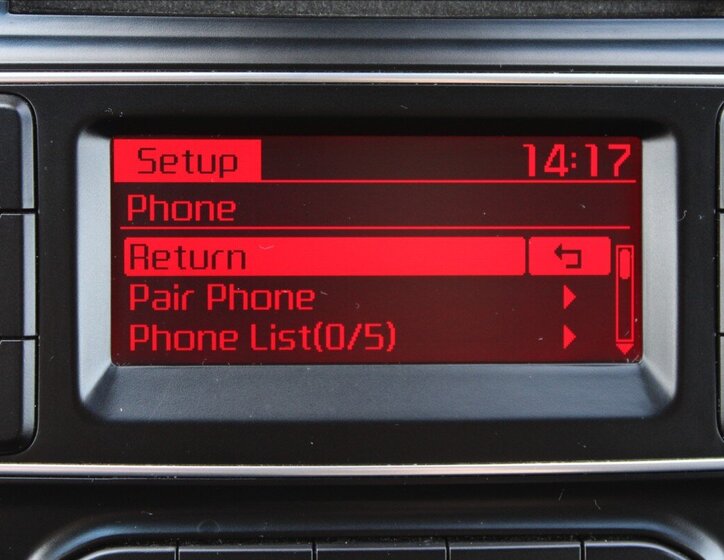 Setup 14:17
Phone
Return
Pair Phone
Phone List(0/5)